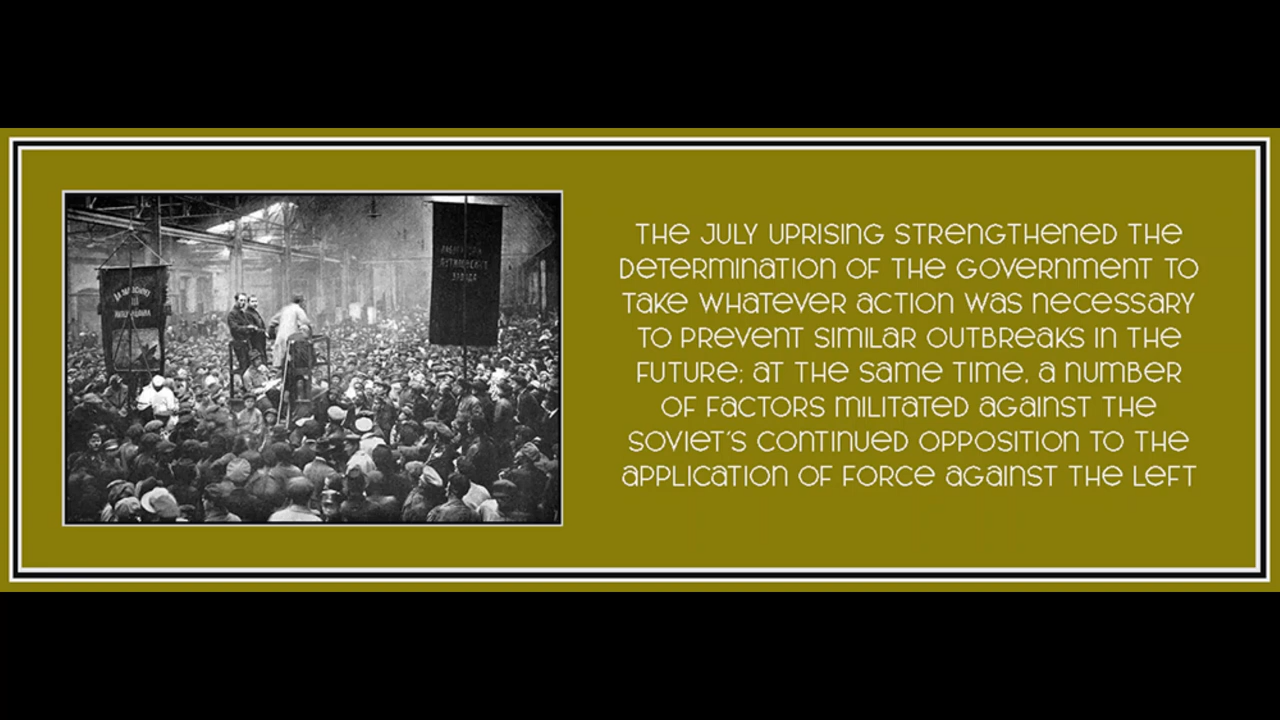 THE JULY UPRISING STRENGTHENED THE
DETERMINATION OF THE GOVERNMENT TO
TAKE WHATEVER ACTION WAS NECESSARY
TO PREVENT SIMILAR OUTBREAKS IN THE
FUTURE; AT THE SAME TIME, A NUMBER
OF FACTORS MILITATED AGAINST THE
SOVIET'S CONTINUED OPPOSITION TO THE
APPLICATION OF FORCE AGAINST THE LEFT